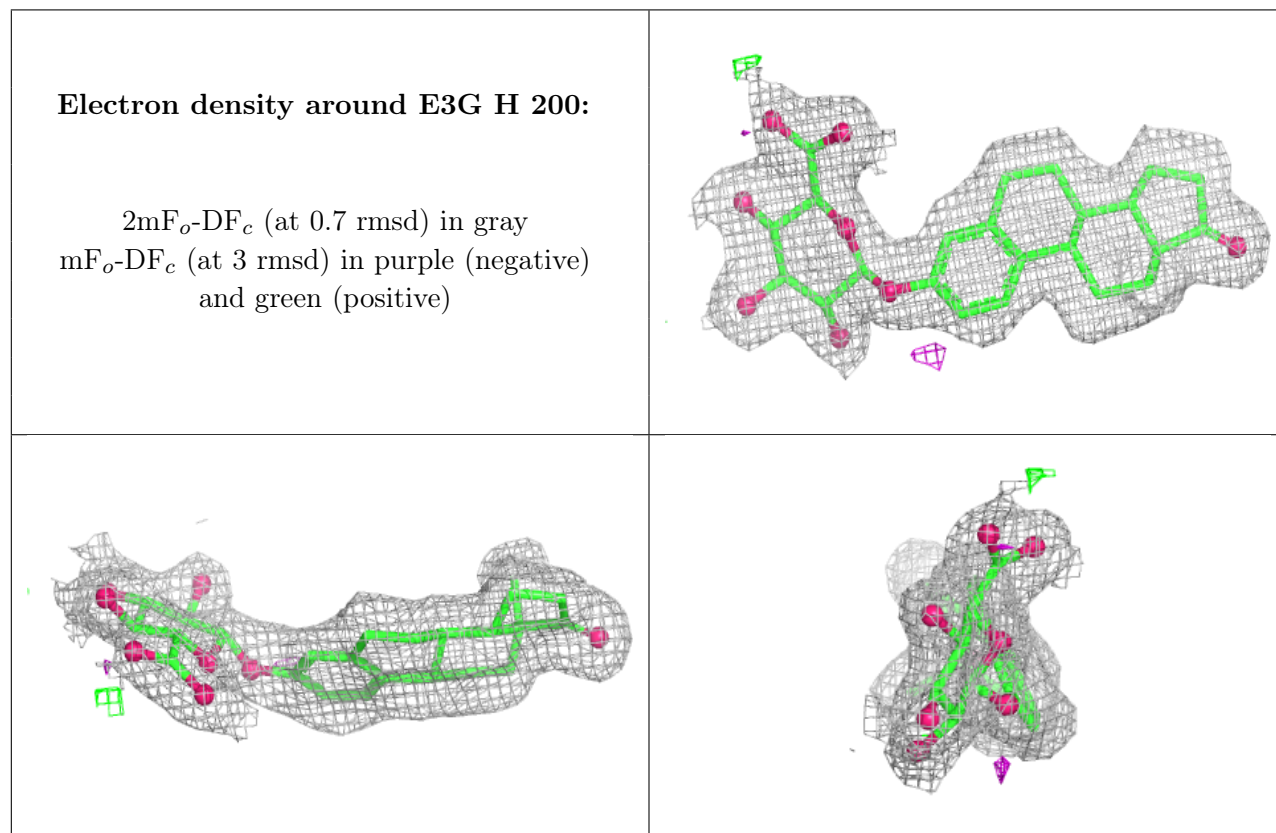 Electron density around E3G H 200:
2mFo-DFc (at 0.7 rmsd) in gray
mFo-DFc (at 3 rmsd) in purple (negative)
and green (positive)